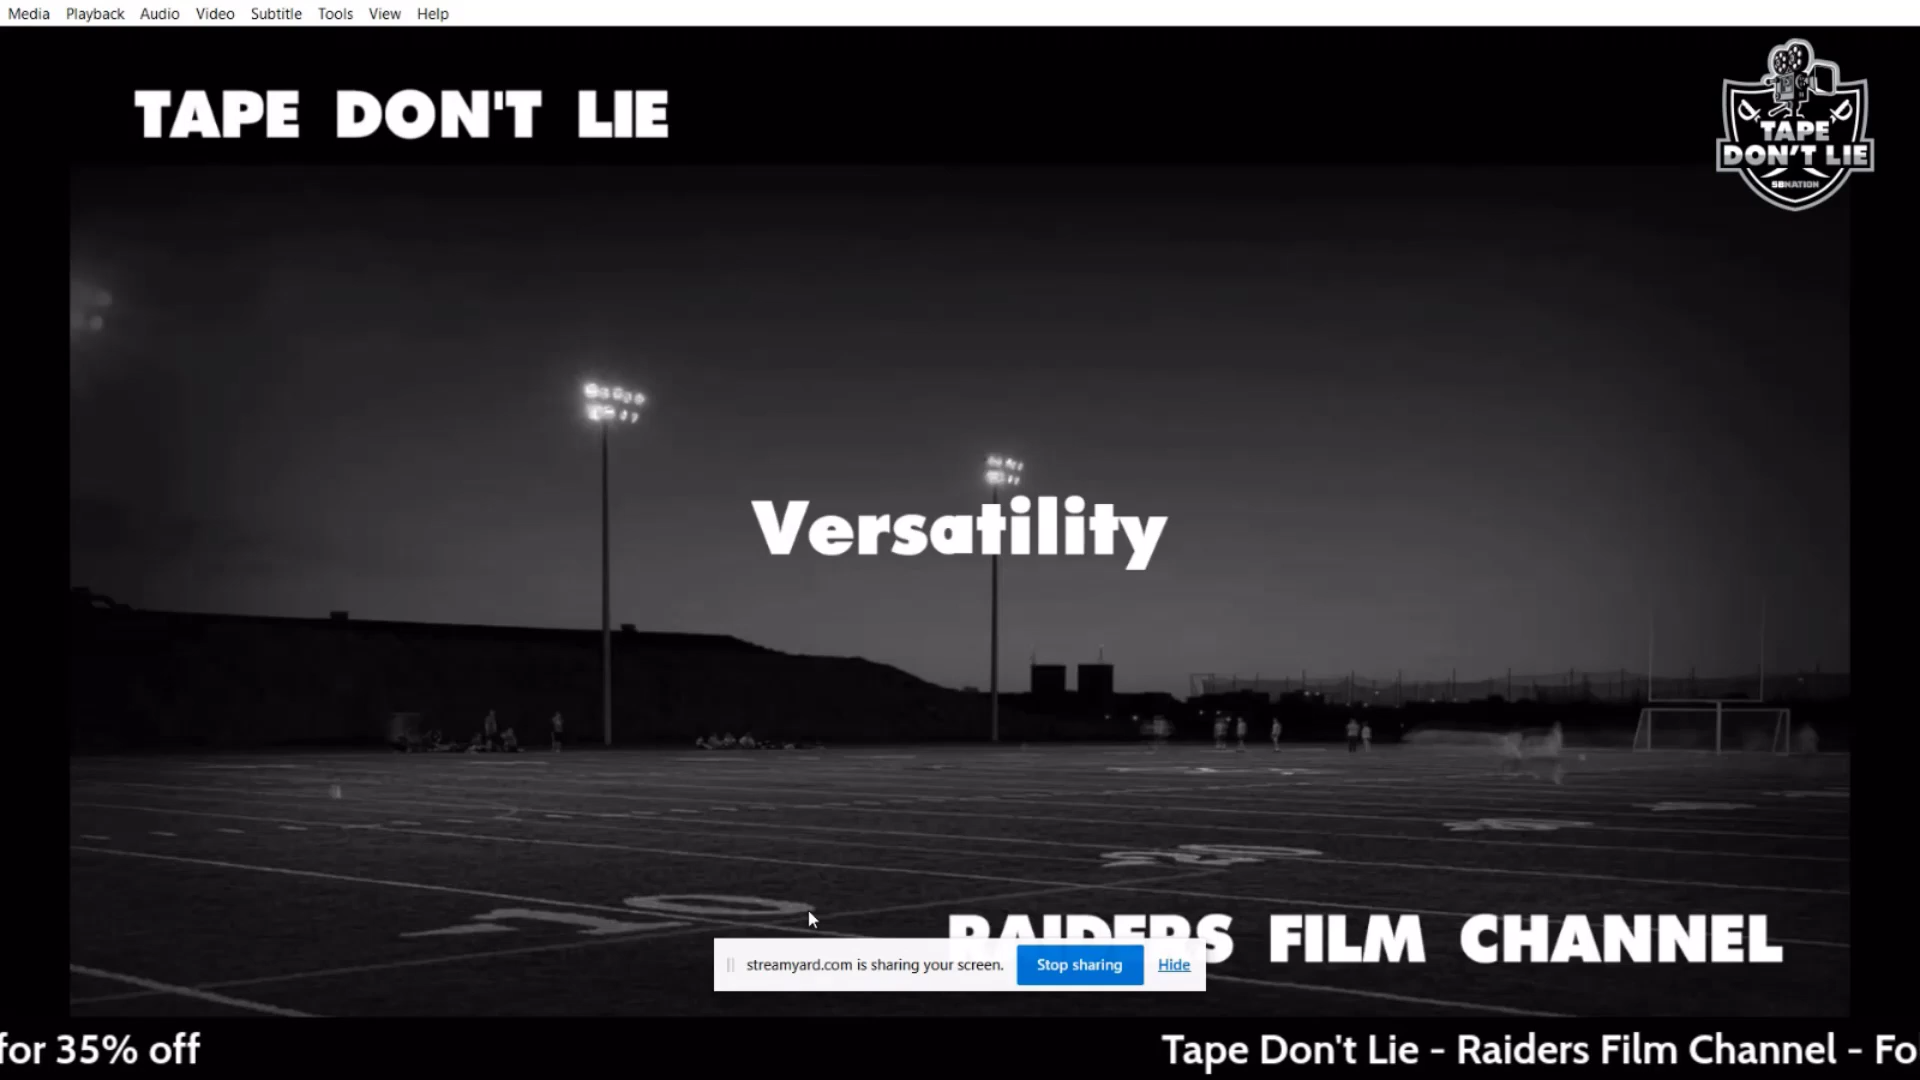 Media Playback Audio Video Subtitle Tools View Help
TAPE DON'T LIE
TAPE
DON'T LIE
SBNATION
Versatility
RAIDERS FILM CHANNEL
streamyard.com is sharing your screen. Stop sharing Hide
for 35% off Tape Don't Lie - Raiders Film Channel - Fo